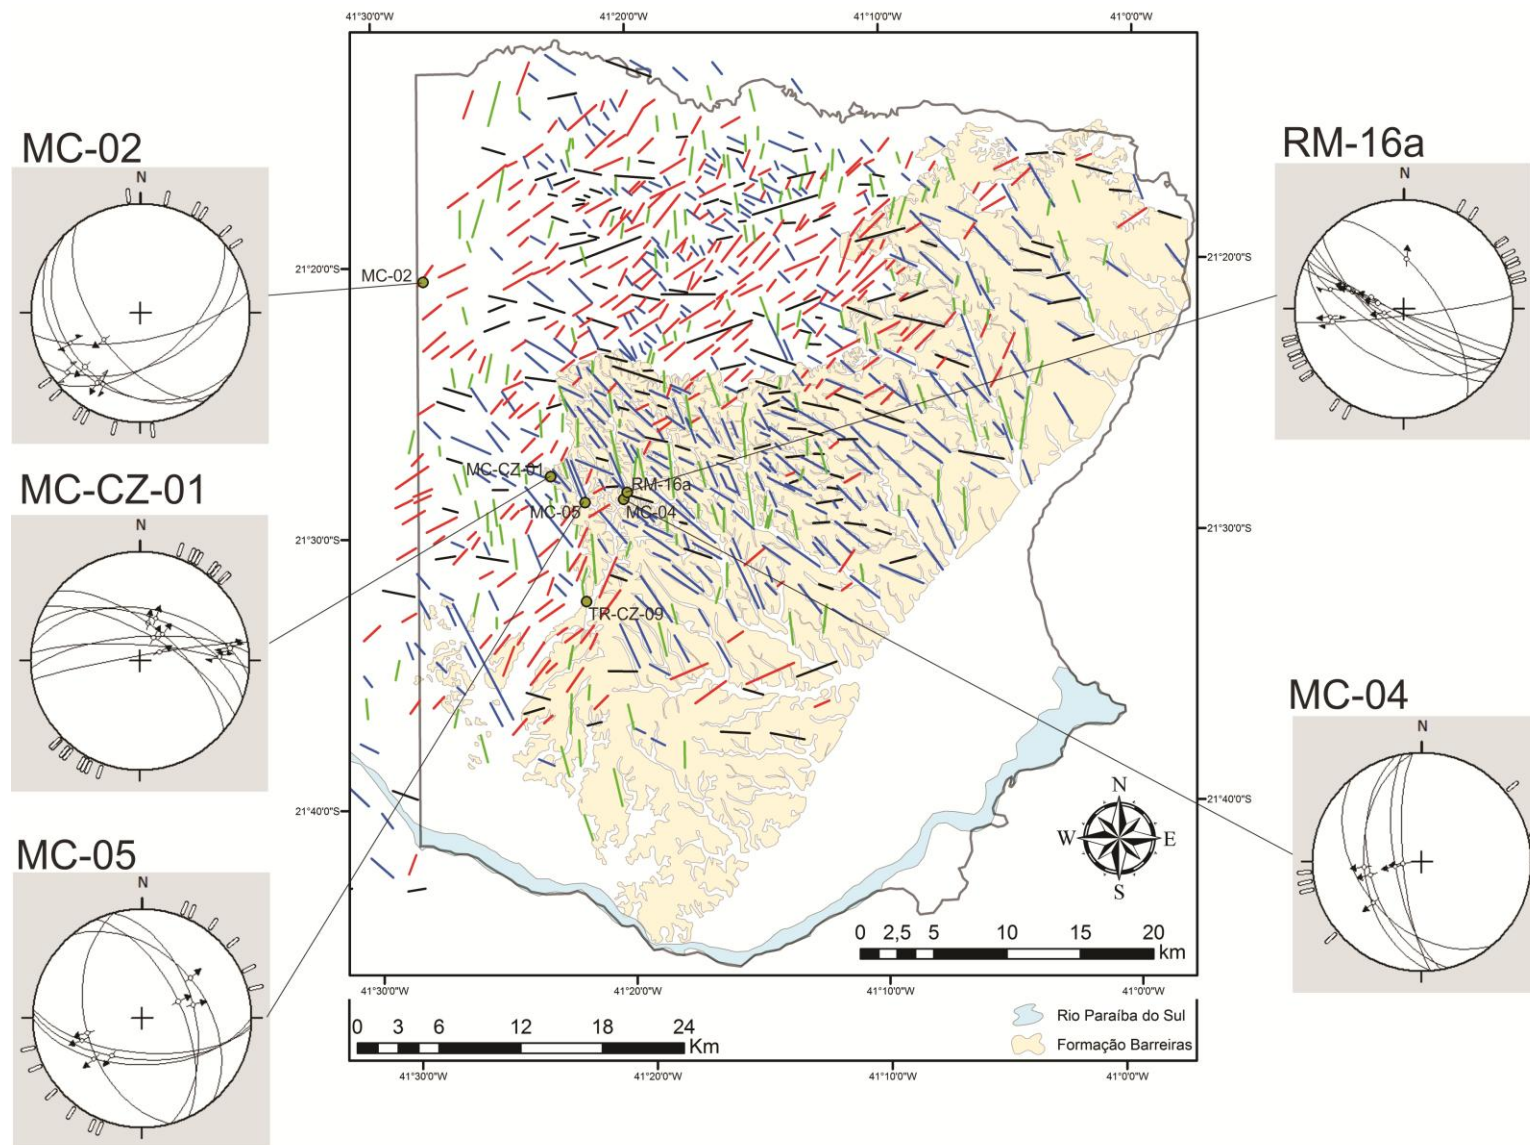 41°30'0"W 41°20'0"W 41°10'0"W 41°0'0"W
MC-02
N
RM-16a
N
MC-02
21°20'0"S
21°20'0"S
MC-CZ-01
N
MC-CZ-01
RM-16a
MC-05
MC-04
21°30'0"S
21°30'0"S
TR-CZ-09
MC-04
N
21°40'0"S
21°40'0"S
N
W E
S
MC-05
N
0 2,5 5 10 15 20
km
41°30'0"W 41°20'0"W 41°10'0"W 41°0'0"W
0 3 6 12 18 24
Km
Rio Paraíba do Sul
Formação Barreiras
41°30'0"W 41°20'0"W 41°10'0"W 41°0'0"W